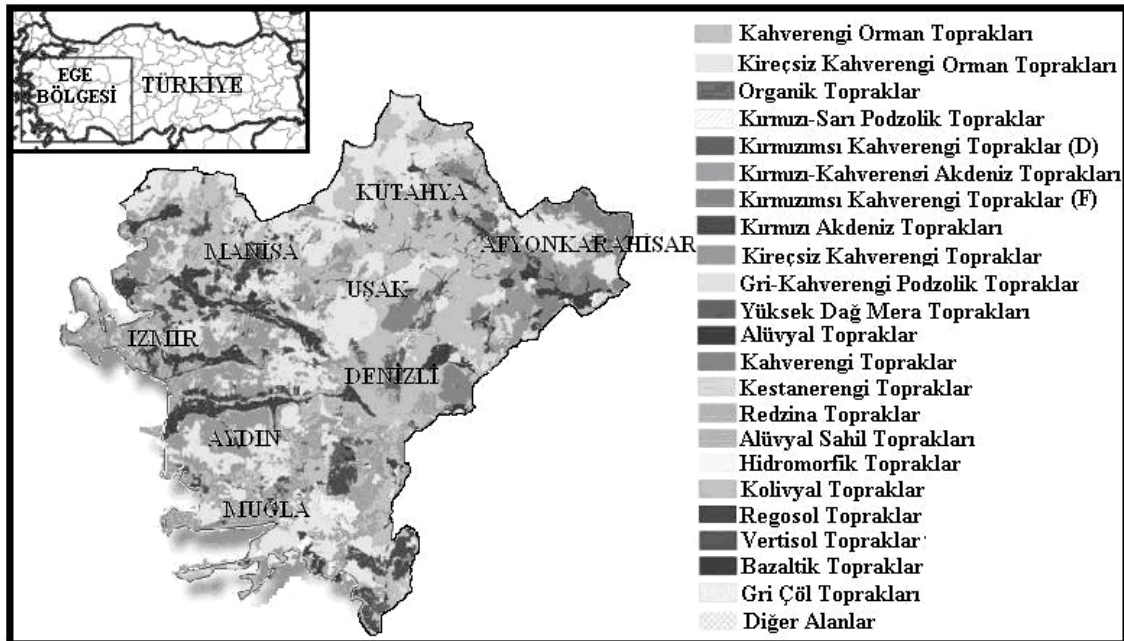 EGE
BÖLGESİ
TÜRKİYE
KÜTAHYA
AFYONKARAHİSAR
MANİSA
UŞAK
İZMİR
DENİZLİ
AYDIN
MUĞLA
Kahverengi Orman Toprakları
Kireçsiz Kahverengi Orman Toprakları
Organik Topraklar
Kırmızı-Sarı Podzolik Topraklar
Kırmızımsı Kahverengi Topraklar (D)
Kırmızı-Kahverengi Akdeniz Toprakları
Kırmızımsı Kahverengi Topraklar (F)
Kırmızı Akdeniz Toprakları
Kireçsiz Kahverengi Topraklar
Gri-Kahverengi Podzolik Topraklar
Yüksek Dağ Mera Toprakları
Alüvyal Topraklar
Kahverengi Topraklar
Kestanerengi Topraklar
Redzina Topraklar
Alüvyal Sahil Toprakları
Hidromorfik Topraklar
Kolivyal Topraklar
Regosol Topraklar
Vertisol Topraklar
Bazaltik Topraklar
Gri Çöl Toprakları
Diğer Alanlar